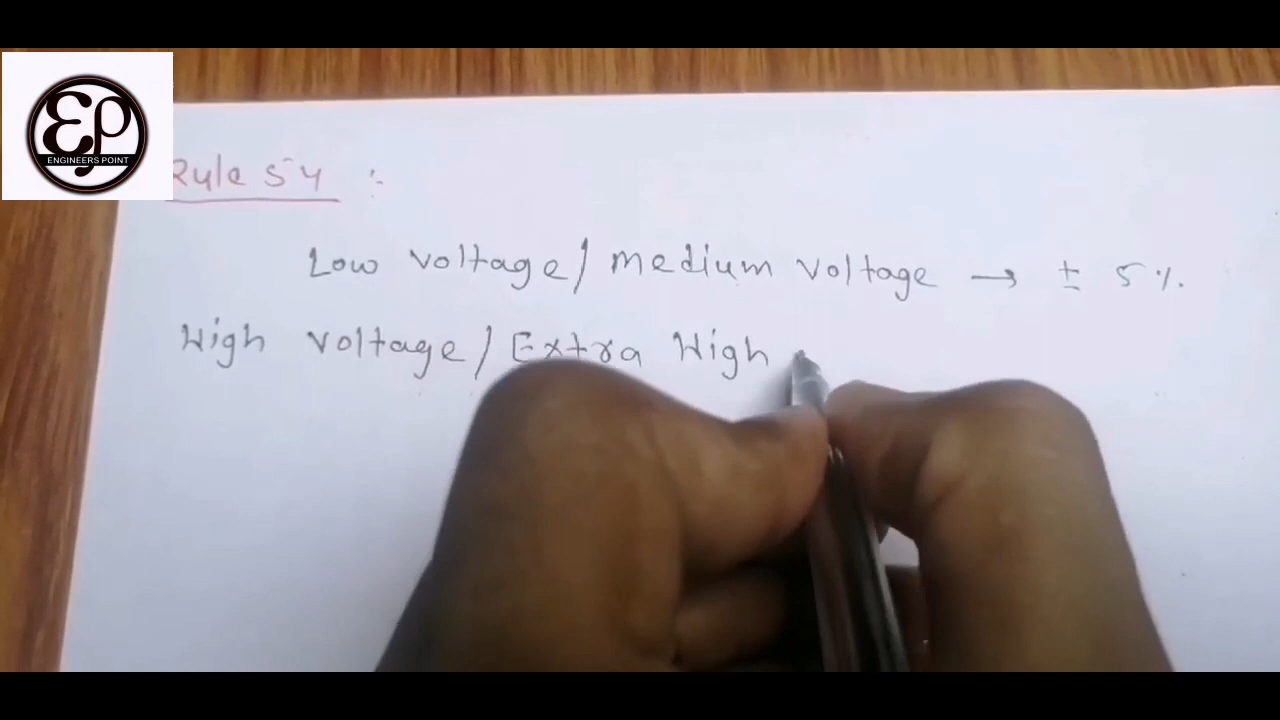 EP
ENGINEERS POINT
Rule 54 :-
Low voltage/ medium voltage → ± 5%.
High voltage/ Extra High